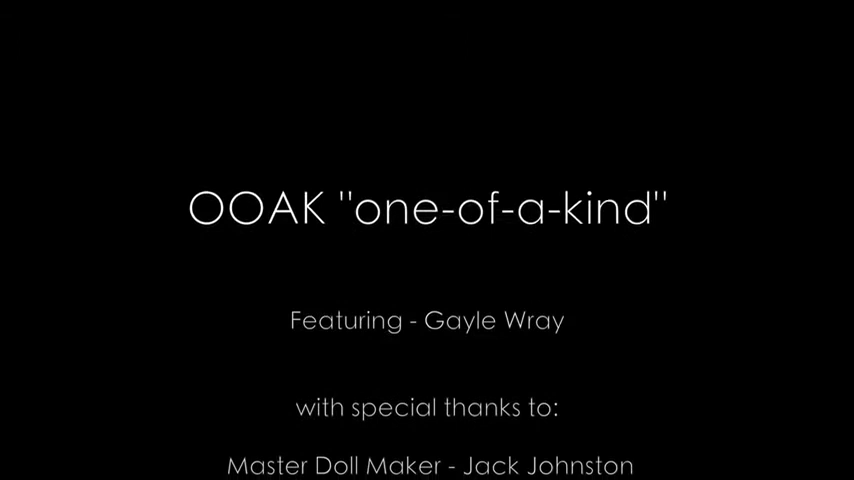 OOAK "one-of-a-kind"
Featuring - Gayle Wray
with special thanks to:
Master Doll Maker - Jack Johnston